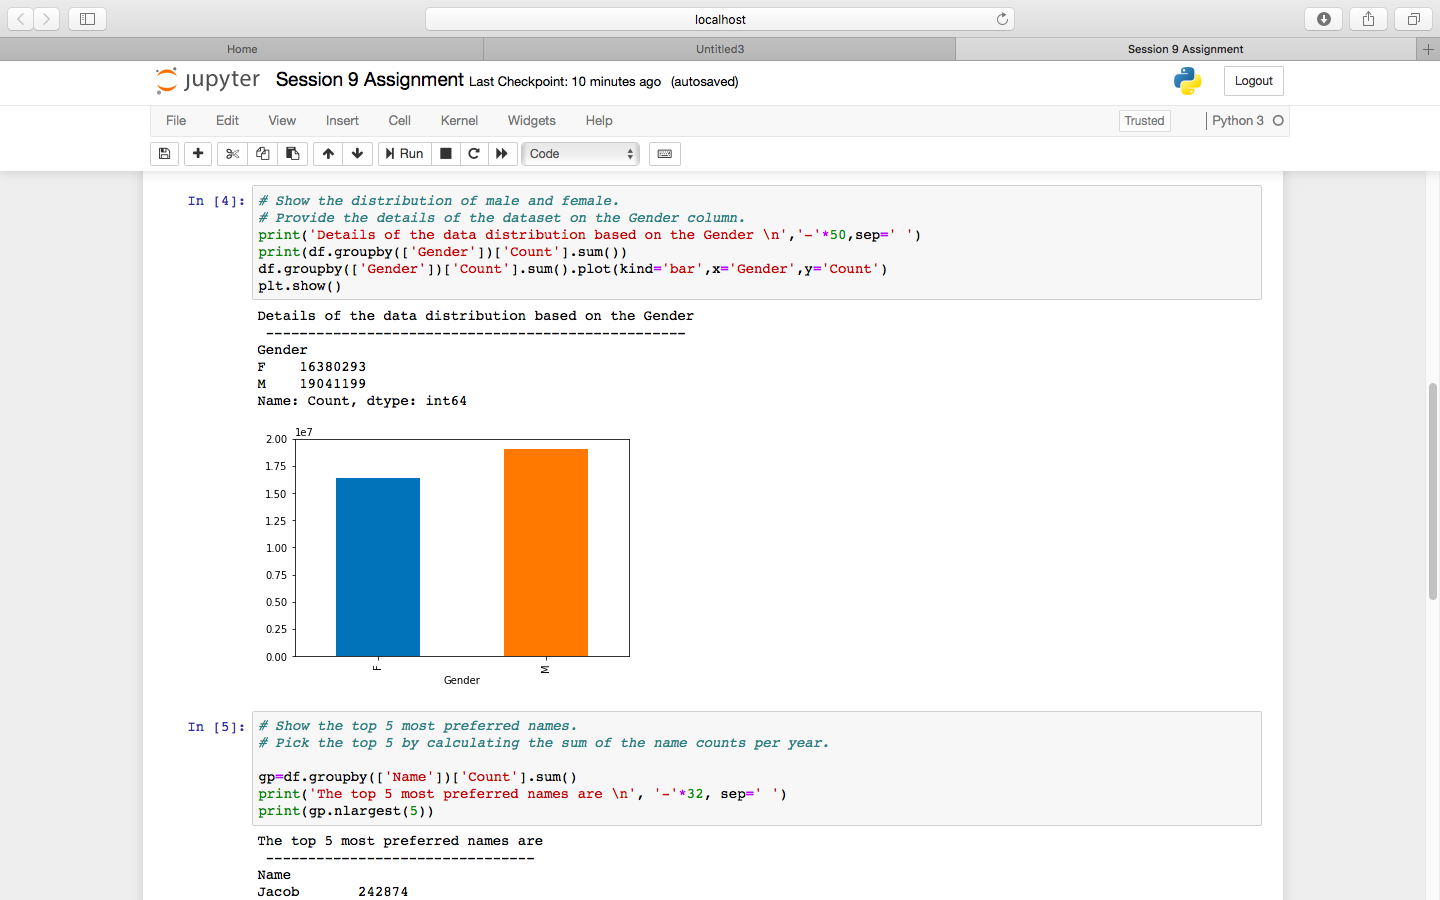 localhost
Home
Untitled3
Session 9 Assignment
+
jupyter Session 9 Assignment Last Checkpoint: 10 minutes ago (autosaved)
Logout
File Edit View Insert Cell Kernel Widgets Help
Trusted
Python 3
Run
Code
In [4]:
# Show the distribution of male and female.
# Provide the details of the dataset on the Gender column.
print('Details of the data distribution based on the Gender \n','-'*50,sep=' ')
print(df.groupby(['Gender'])['Count'].sum())
df.groupby(['Gender'])['Count'].sum().plot(kind='bar',x='Gender',y='Count')
plt.show()
Details of the data distribution based on the Gender
--------------------------------------------------
Gender
F 16380293
M 19041199
Name: Count, dtype: int64
1e7
2.00
1.75
1.50
1.25
1.00
0.75
0.50
0.25
0.00
F
M
Gender
In [5]:
# Show the top 5 most preferred names.
# Pick the top 5 by calculating the sum of the name counts per year.
gp=df.groupby(['Name'])['Count'].sum()
print('The top 5 most preferred names are \n', '-'*32, sep=' ')
print(gp.nlargest(5))
The top 5 most preferred names are
--------------------------------
Name
Jacob 242874